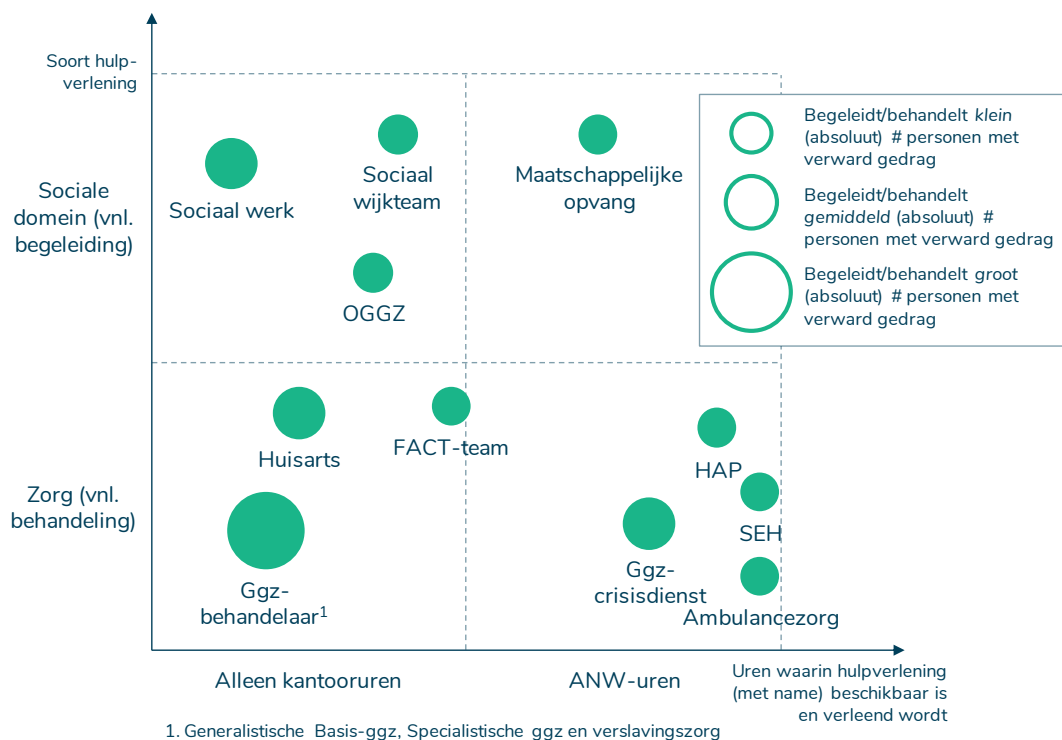 Soort hulp-
verlening
Sociale
domein (vnl.
begeleiding)
Zorg (vnl.
behandeling)
Sociaal werk
Sociaal
wijkteam
OGGZ
Maatschappelijke
opvang
Begeleidt/behandelt klein
(absoluut) # personen met
verward gedrag
Begeleidt/behandelt
gemiddeld (absoluut) #
personen met verward gedrag
Begeleidt/behandelt groot
(absoluut) # personen met
verward gedrag
Huisarts
FACT-team
Ggz-
behandelaar¹
HAP
SEH
Ggz-
crisisdienst
Ambulancezorg
Alleen kantooruren
ANW-uren
Uren waarin hulpverlening
(met name) beschikbaar is
en verleend wordt
1. Generalistische Basis-ggz, Specialistische ggz en verslavingszorg